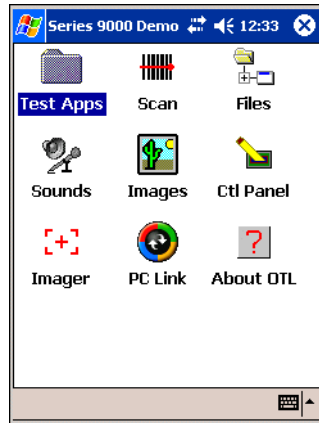 Series 9000 Demo 12:33
Test Apps Scan Files
Sounds Images Ctl Panel
Imager PC Link About OTL